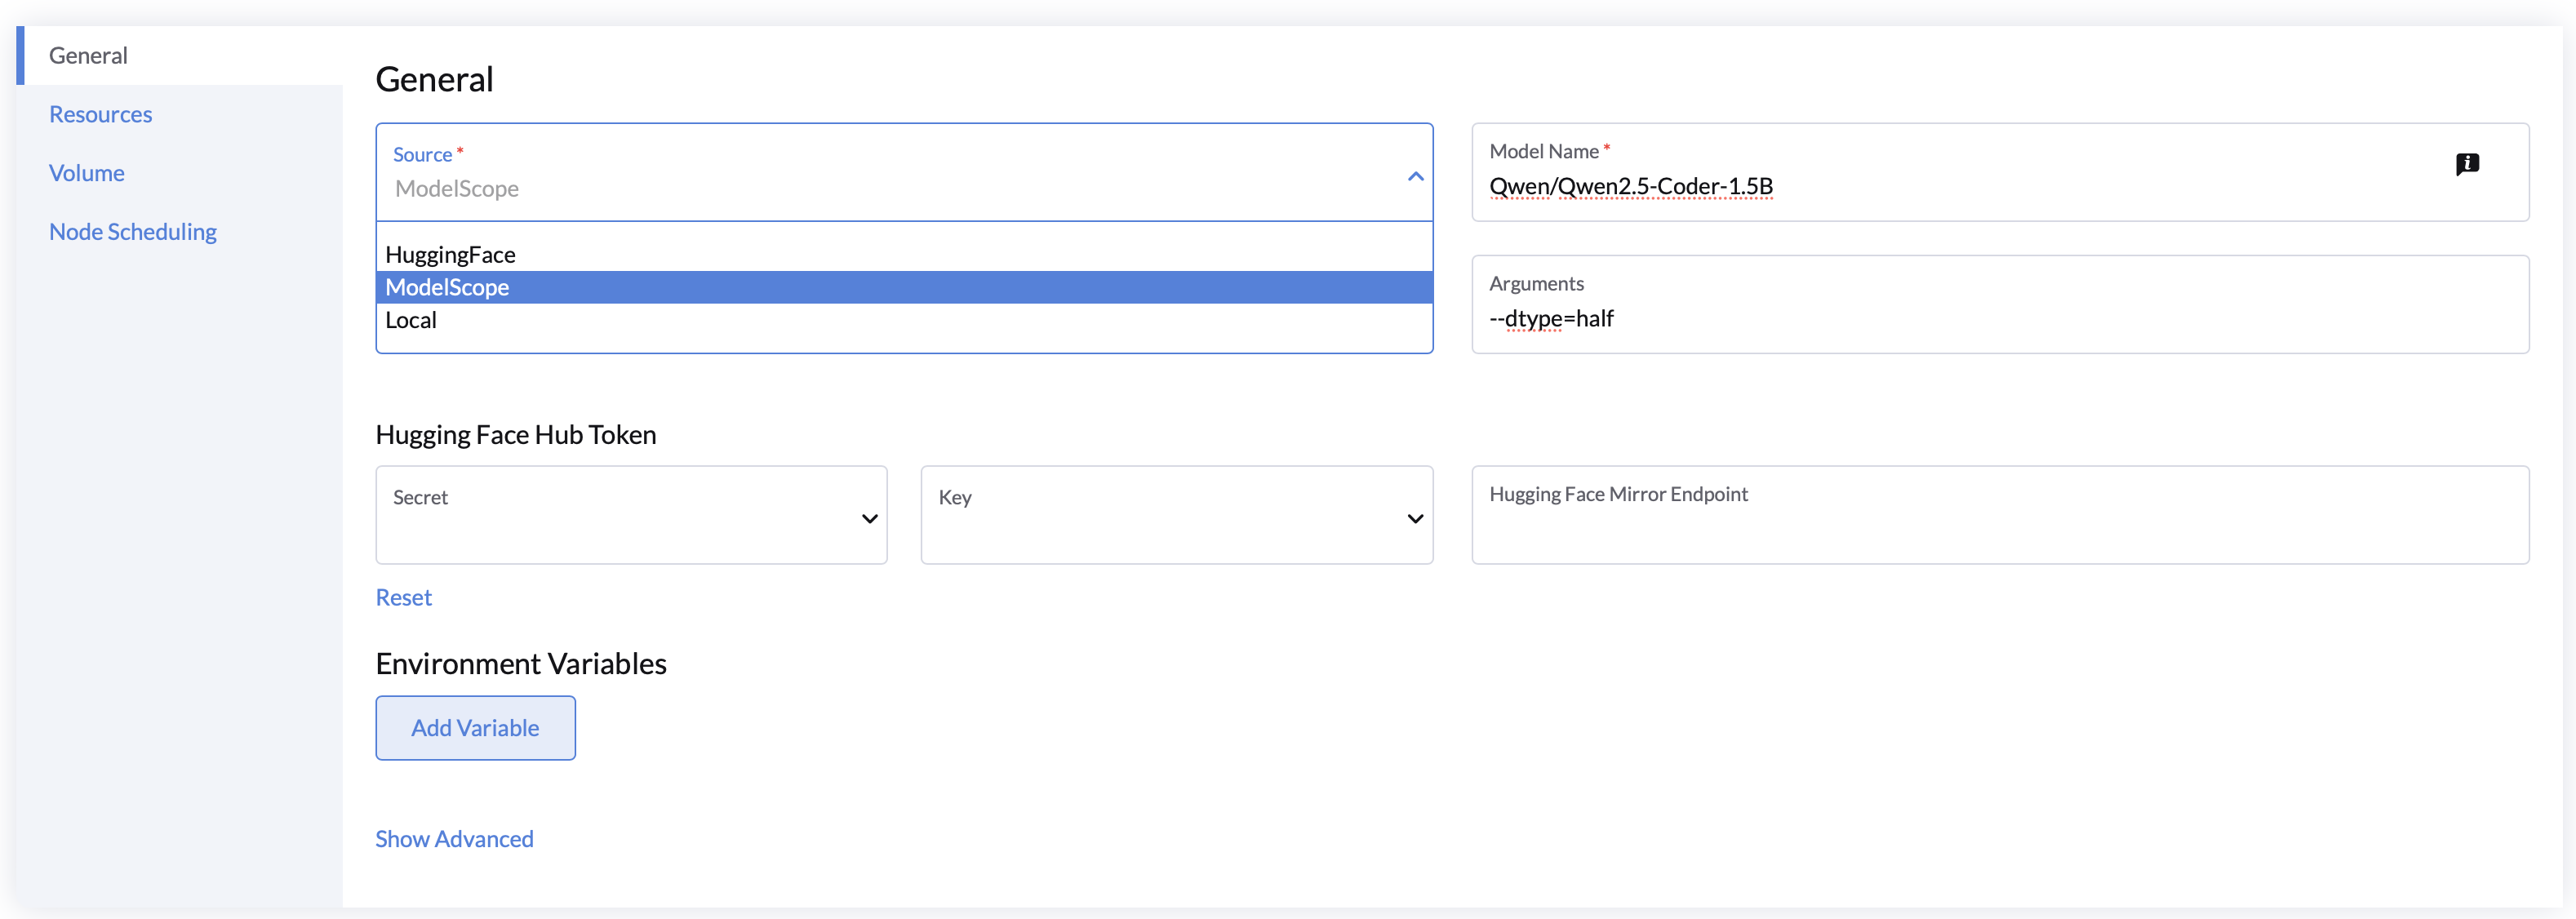 General
Resources
Volume
Node Scheduling
General
Source *
ModelScope
HuggingFace
ModelScope
Local
Model Name *
Qwen/Qwen2.5-Coder-1.5B
Arguments
--dtype=half
Hugging Face Hub Token
Secret
Key
Hugging Face Mirror Endpoint
Reset
Environment Variables
Add Variable
Show Advanced